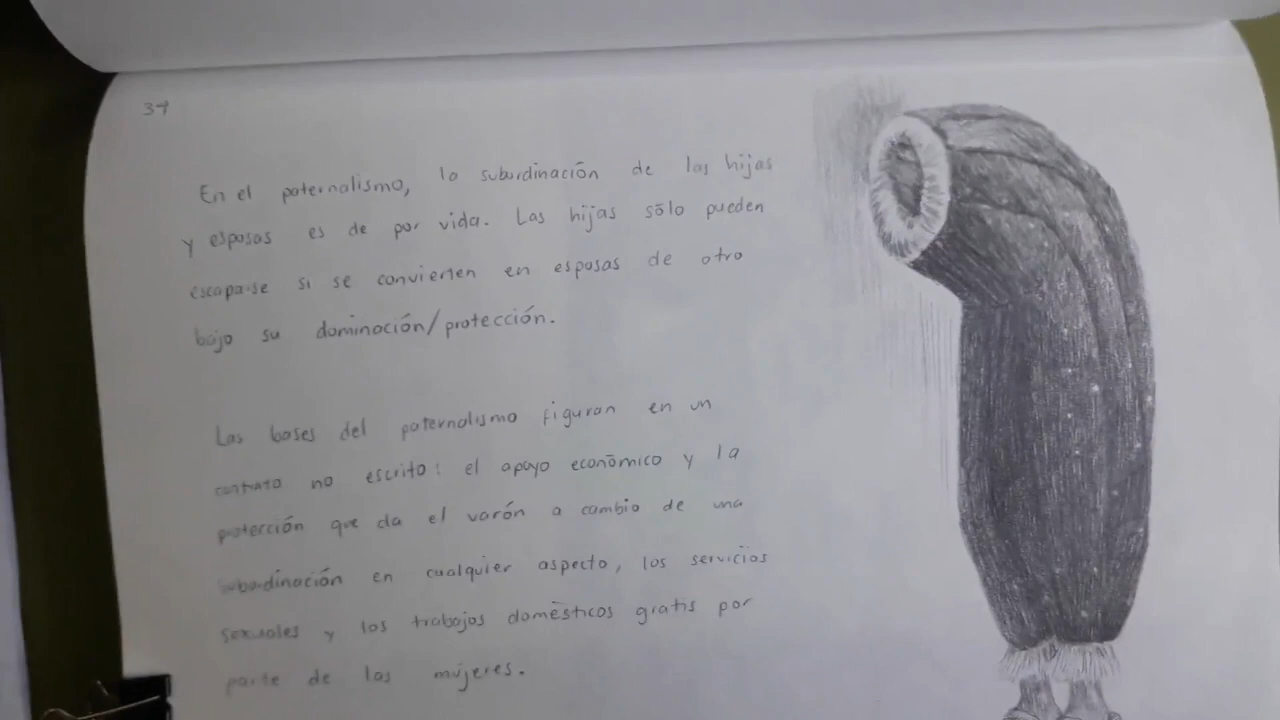 37
En el paternalismo, la subordinación de las hijas
y esposas es de por vida. Las hijas sólo pueden
escaparse si se convierten en esposas de otro
bajo su dominación/protección.
Las bases del paternalismo figuran en un
contrato no escrito: el apoyo económico y la
protección que da el varón a cambio de una
subordinación en cualquier aspecto, los servicios
sexuales y los trabajos domésticos gratis por
parte de las mujeres.